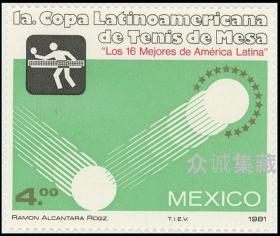 1a. Copa Latinoamericana
de Tenis de Mesa
"Los 16 Mejores de América Latina"
众诚集藏
4.00
MEXICO
RAMON ALCANTARA RDGZ.
T.I.E.V.
1981